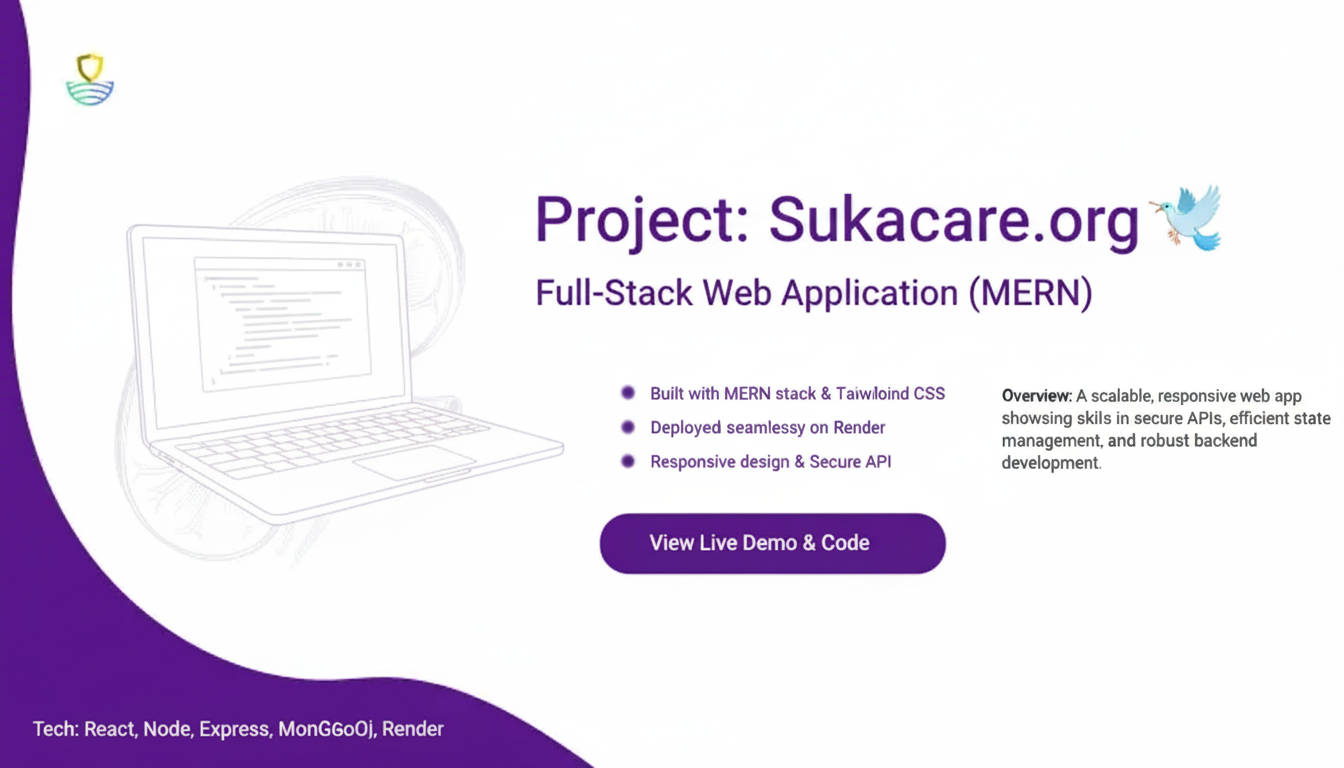 Project: Sukacare.org
Full-Stack Web Application (MERN)
Built with MERN stack & Taiwloind CSS
Deployed seamlessy on Render
Responsive design & Secure API
Overview: A scalable, responsive web app
showsing skils in secure APIs, efficient state
management, and robust backend
development.
View Live Demo & Code
Tech: React, Node, Express, MonGGoOj, Render